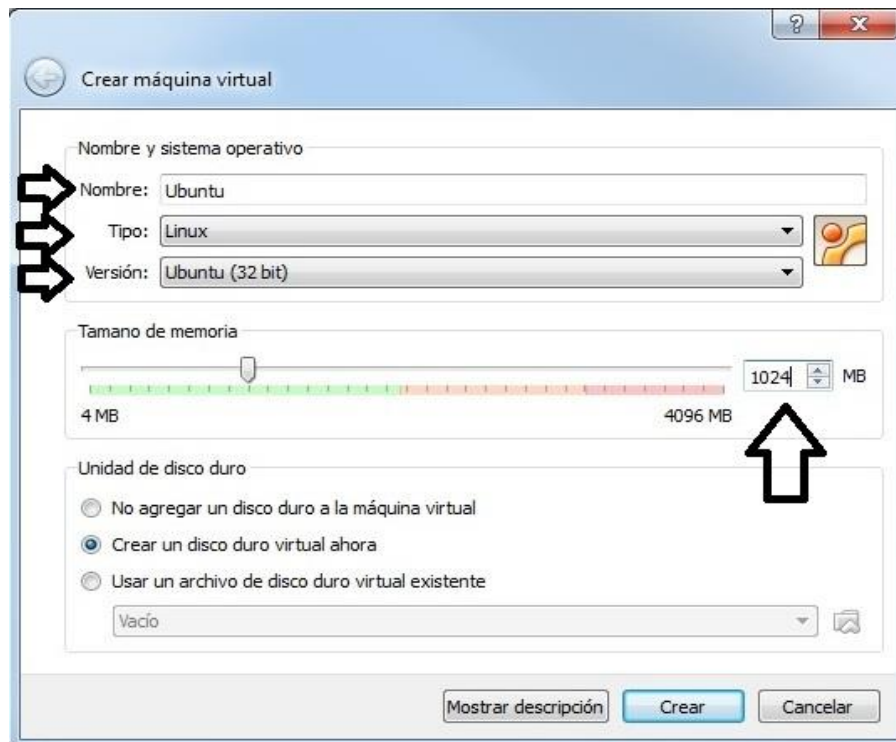 ?
X
Crear máquina virtual
Nombre y sistema operativo
Nombre: Ubuntu
Tipo: Linux
Versión: Ubuntu (32 bit)
Tamano de memoria
1024 MB
4 MB 4096 MB
Unidad de disco duro
No agregar un disco duro a la máquina virtual
Crear un disco duro virtual ahora
Usar un archivo de disco duro virtual existente
Vacío
Mostrar descripción Crear Cancelar